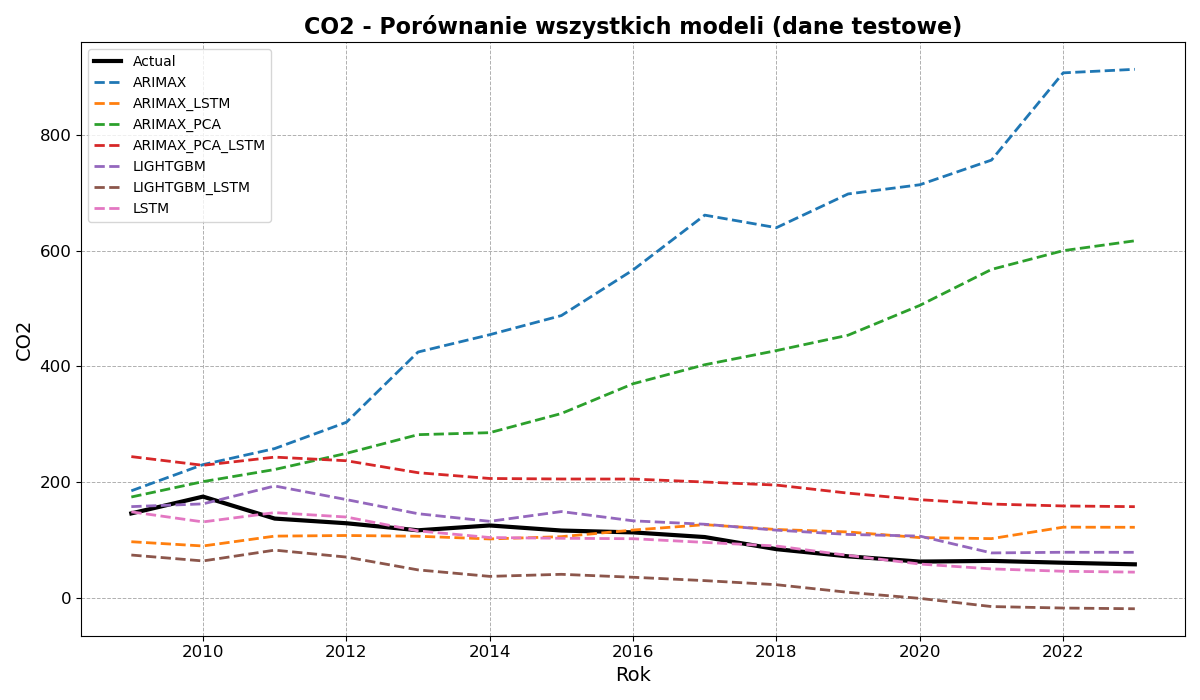 CO2 - Porównanie wszystkich modeli (dane testowe)
Actual
ARIMAX
ARIMAX_LSTM
ARIMAX_PCA
ARIMAX_PCA_LSTM
LIGHTGBM
LIGHTGBM_LSTM
LSTM
CO2
800
600
400
200
0
2010 2012 2014 2016 2018 2020 2022
Rok